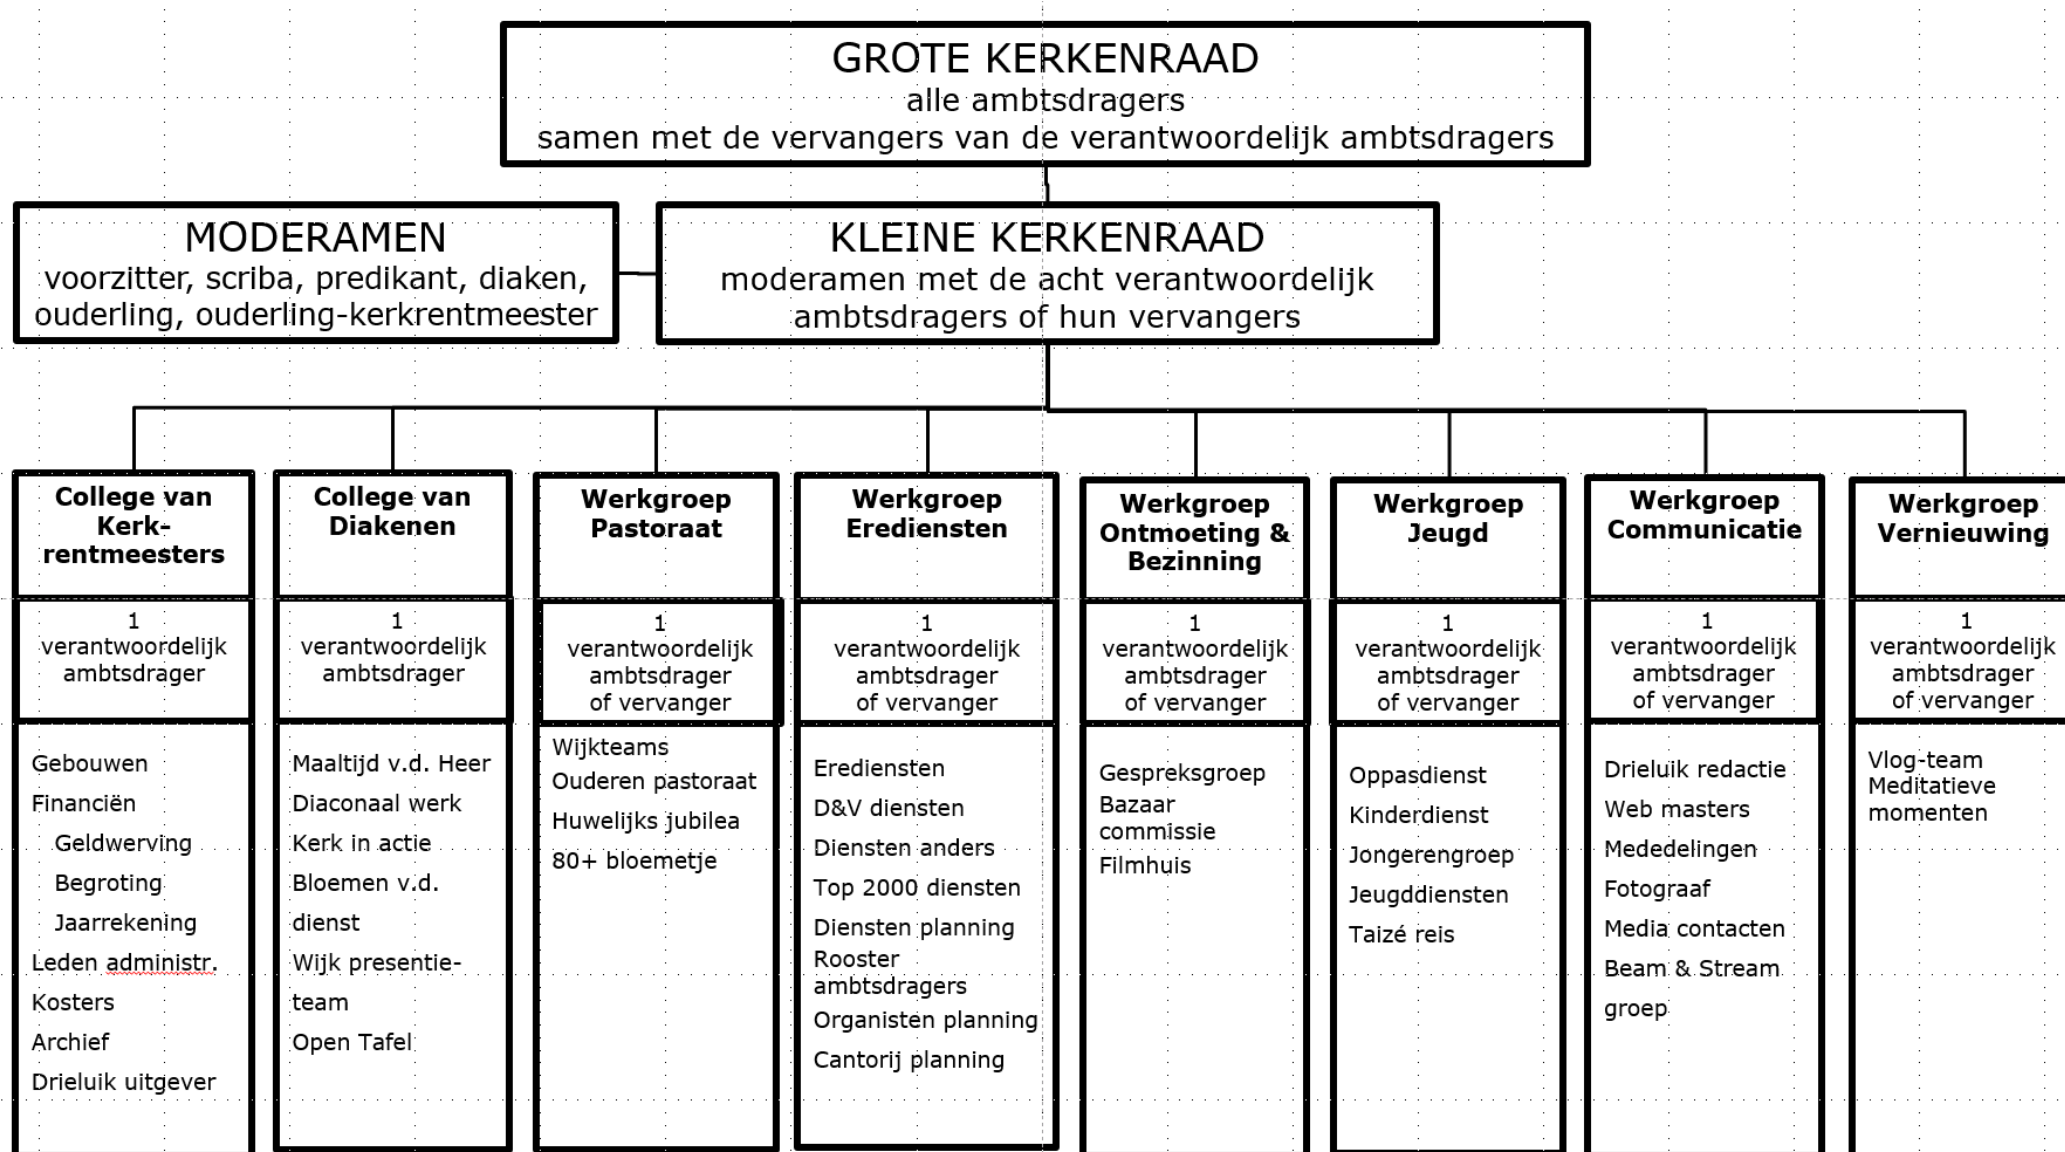 GROTE KERKENRAAD
alle ambtsdragers
samen met de vervangers van de verantwoordelijk ambtsdragers
MODERAMEN
voorzitter, scriba, predikant, diaken,
ouderling, ouderling-kerkrentmeester
KLEINE KERKENRAAD
moderamen met de acht verantwoordelijk
ambtsdragers of hun vervangers
College van
Kerk-
rentmeesters
1
verantwoordelijk
ambtsdrager
Gebouwen
Financiën
Geldwerving
Begroting
Jaarrekening
Leden administr.
Kosters
Archief
Drieluik uitgever
College van
Diakenen
1
verantwoordelijk
ambtsdrager
Maaltijd v.d. Heer
Diaconaal werk
Kerk in actie
Bloemen v.d.
dienst
Wijk presentie-
team
Open Tafel
Werkgroep
Pastoraat
1
verantwoordelijk
ambtsdrager
of vervanger
Wijkteams
Ouderen pastoraat
Huwelijks jubilea
80+ bloemetje
Werkgroep
Erediensten
1
verantwoordelijk
ambtsdrager
of vervanger
Erediensten
D&V diensten
Diensten anders
Top 2000 diensten
Diensten planning
Rooster
ambtsdragers
Organisten planning
Cantorij planning
Werkgroep
Ontmoeting &
Bezinning
1
verantwoordelijk
ambtsdrager
of vervanger
Gespreksgroep
Bazaar
commissie
Filmhuis
Werkgroep
Jeugd
1
verantwoordelijk
ambtsdrager
of vervanger
Oppasdienst
Kinderdienst
Jongerengroep
Jeugddiensten
Taizé reis
Werkgroep
Communicatie
1
verantwoordelijk
ambtsdrager
of vervanger
Drieluik redactie
Web masters
Mededelingen
Fotograaf
Media contacten
Beam & Stream
groep
Werkgroep
Vernieuwing
1
verantwoordelijk
ambtsdrager
of vervanger
Vlog-team
Meditatieve
momenten